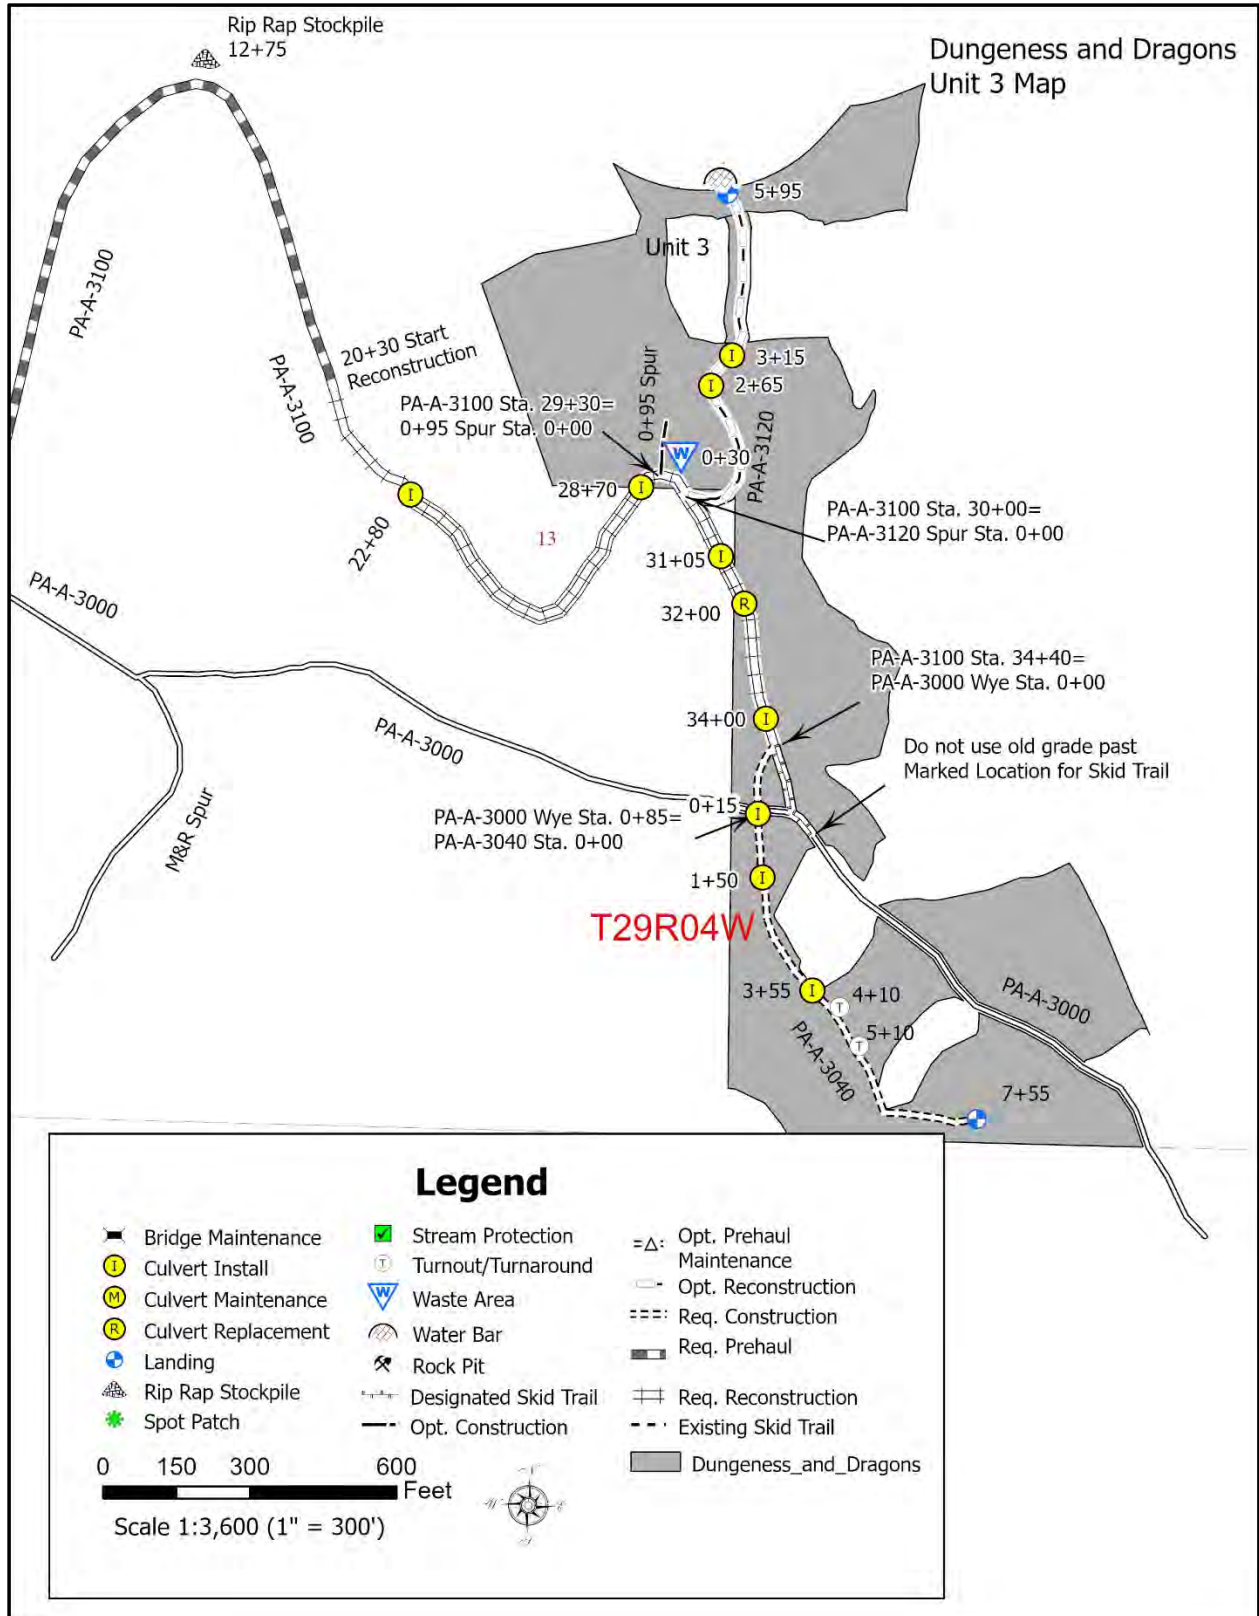 Rip Rap Stockpile
12+75
Dungeness and Dragons
Unit 3 Map
5+95
Unit 3
PA-A-3100
20+30 Start
Reconstruction
PA-A-3100
3+15
I
2+65
I
0+95 Spur
PA-A-3100 Sta. 29+30=
0+95 Spur Sta. 0+00
W
0+30
PA-A-3120
28+70
I
I
22+80
13
PA-A-3100 Sta. 30+00=
PA-A-3120 Spur Sta. 0+00
31+05
I
PA-A-3000
32+00
R
PA-A-3100 Sta. 34+40=
PA-A-3000 Wye Sta. 0+00
34+00
I
PA-A-3000
Do not use old grade past
Marked Location for Skid Trail
M&R Spur
0+15
I
PA-A-3000 Wye Sta. 0+85=
PA-A-3040 Sta. 0+00
1+50
I
T29R04W
3+55
I
4+10
T
5+10
T
PA-A-3000
PA-A-3040
7+55
Legend
Bridge Maintenance
I Culvert Install
M Culvert Maintenance
R Culvert Replacement
Landing
Rip Rap Stockpile
Spot Patch
Stream Protection
T Turnout/Turnaround
W Waste Area
Water Bar
Rock Pit
Designated Skid Trail
Opt. Construction
Opt. Prehaul
Maintenance
Opt. Reconstruction
Req. Construction
Req. Prehaul
Req. Reconstruction
Existing Skid Trail
Dungeness_and_Dragons
0 150 300 600
Feet
Scale 1:3,600 (1" = 300')
N
W E
S